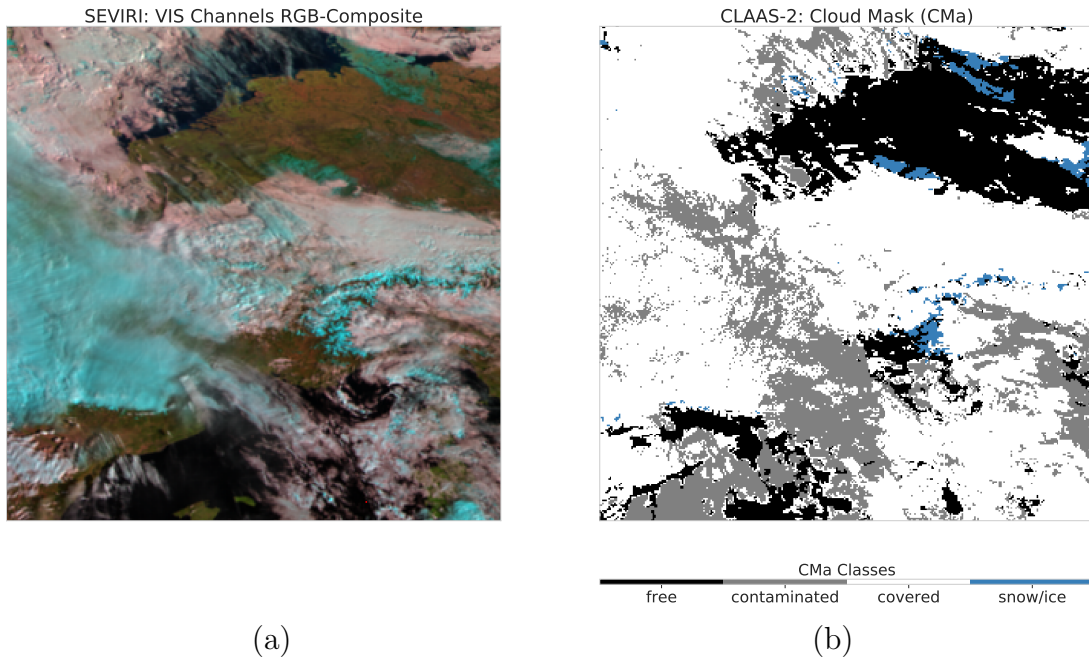 SEVIRI: VIS Channels RGB-Composite
CLAAS-2: Cloud Mask (CMa)
CMa Classes
free contaminated covered snow/ice
(a)
(b)